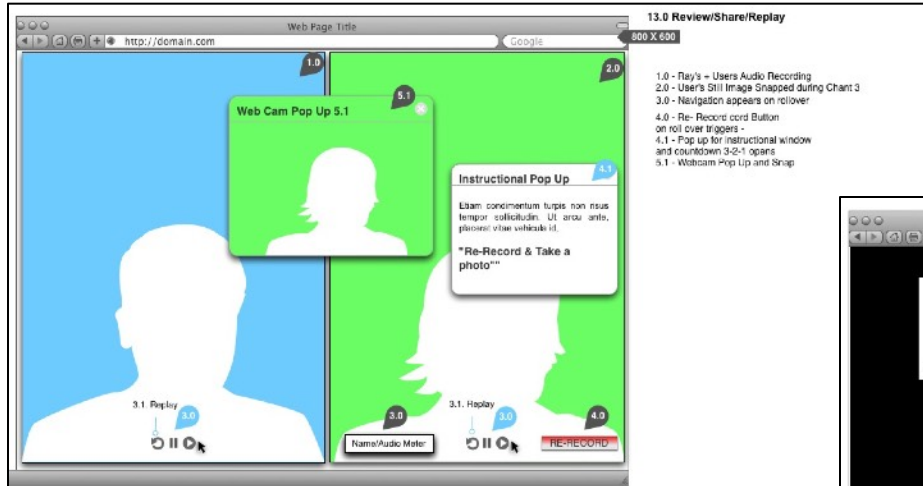 13.0 Review/Share/Replay
800 X 600
Web Page Title
http://domain.com
Google
1.0
2.0
5.1
Web Cam Pop Up 5.1
4.1
Instructional Pop Up
Etiam condimentum turpis non risus
tempor sollicitudin. Ut arcu ante,
placerat vitae vehicula id,
"Re-Record & Take a
photo""
3.1. Replay
3.0
3.0
Name/Audio Meter
3.1. Replay
3.0
4.0
RE-RECORD
1.0 - Ray's + Users Audio Recording
2.0 - User's Still Image Snapped during Chant 3
3.0 - Navigation appears on rollover
4.0 - Re- Record cord Button
on roll over triggers -
4.1 - Pop up for instructional window
and countdown 3-2-1 opens
5.1 - Webcam Pop Up and Snap